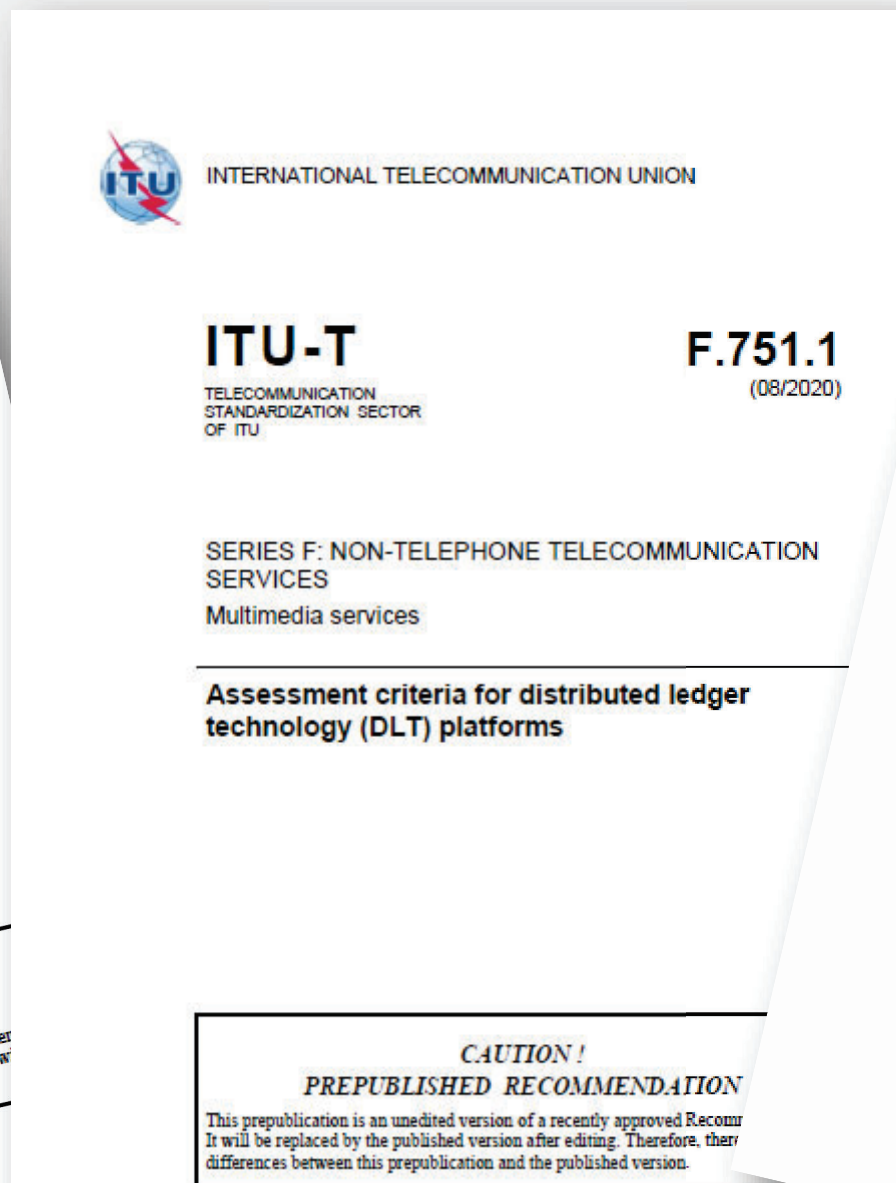 ITU
INTERNATIONAL TELECOMMUNICATION UNION
ITU-T
F.751.1
TELECOMMUNICATION
STANDARDIZATION SECTOR
OF ITU
(08/2020)
SERIES F: NON-TELEPHONE TELECOMMUNICATION
SERVICES
Multimedia services
Assessment criteria for distributed ledger
technology (DLT) platforms
CAUTION !
PREPUBLISHED RECOMMENDATION
This prepublication is an unedited version of a recently approved
It will be replaced by the published version after editing. Therefore,
differences between this prepublication and the published version.